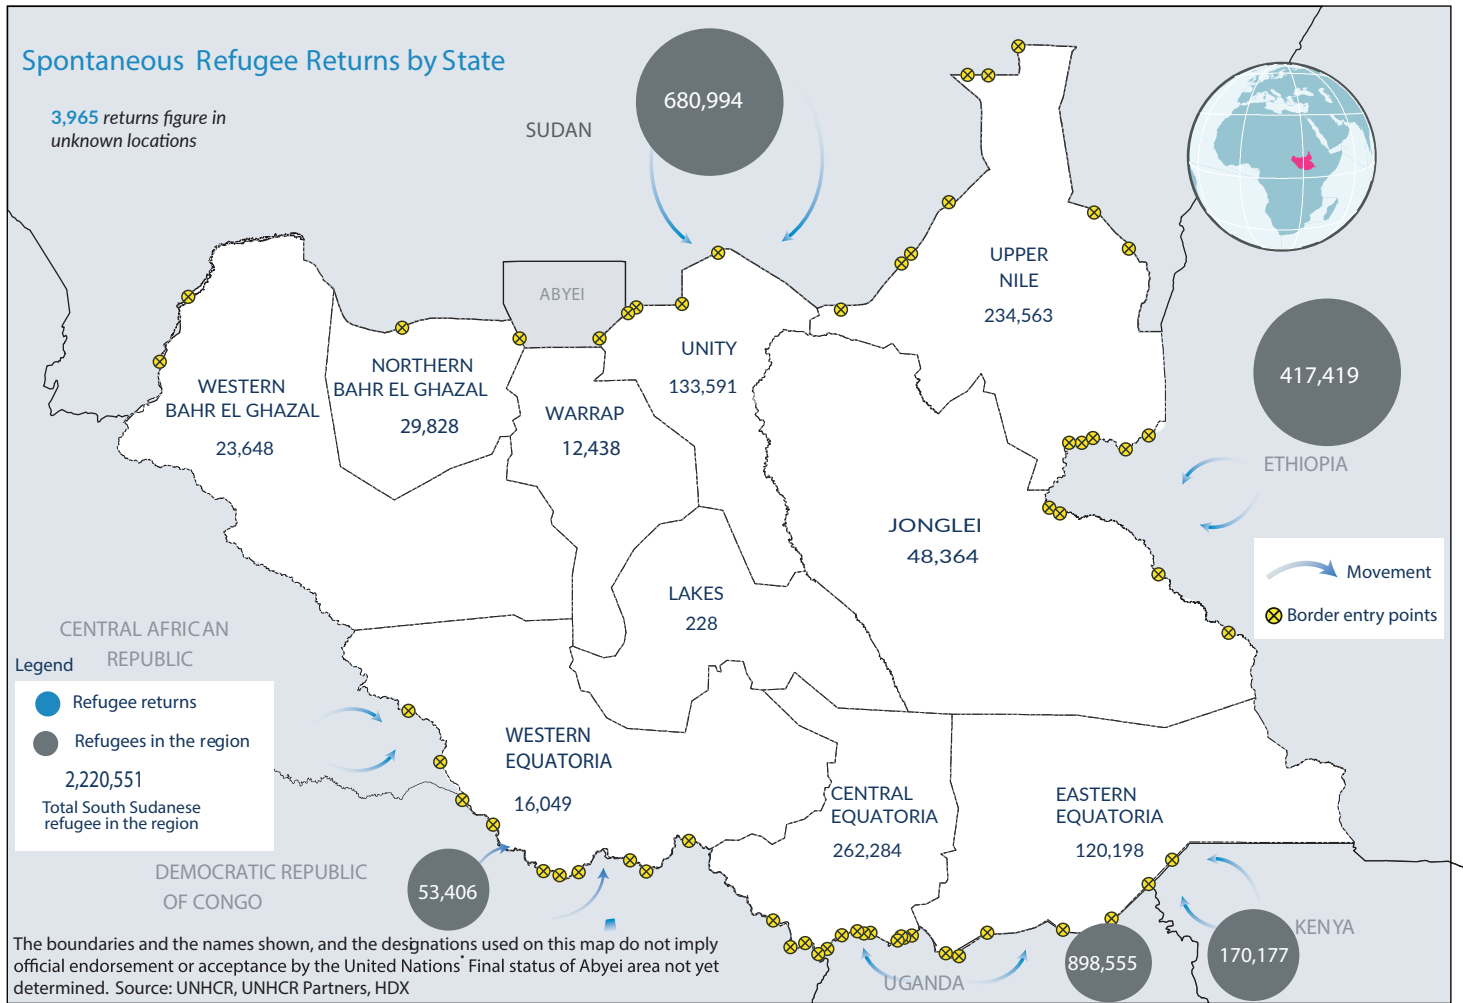 Spontaneous Refugee Returns by State
3,965 returns figure in
unknown locations
680,994
SUDAN
UPPER
NILE
234,563
ABYEI
UNITY
133,591
NORTHERN
BAHR EL GHAZAL
29,828
WESTERN
BAHR EL GHAZAL
23,648
WARRAP
12,438
417,419
ETHIOPIA
JONGLEI
48,364
Movement
Border entry points
LAKES
228
CENTRAL AFRICAN
REPUBLIC
Legend
Refugee returns
Refugees in the region
2,220,551
Total South Sudanese
refugee in the region
WESTERN
EQUATORIA
16,049
CENTRAL
EQUATORIA
262,284
EASTERN
EQUATORIA
120,198
DEMOCRATIC REPUBLIC
OF CONGO
53,406
KENYA
170,177
898,555
UGANDA
The boundaries and the names shown, and the designations used on this map do not imply
official endorsement or acceptance by the United Nations. Final status of Abyei area not yet
determined. Source: UNHCR, UNHCR Partners, HDX